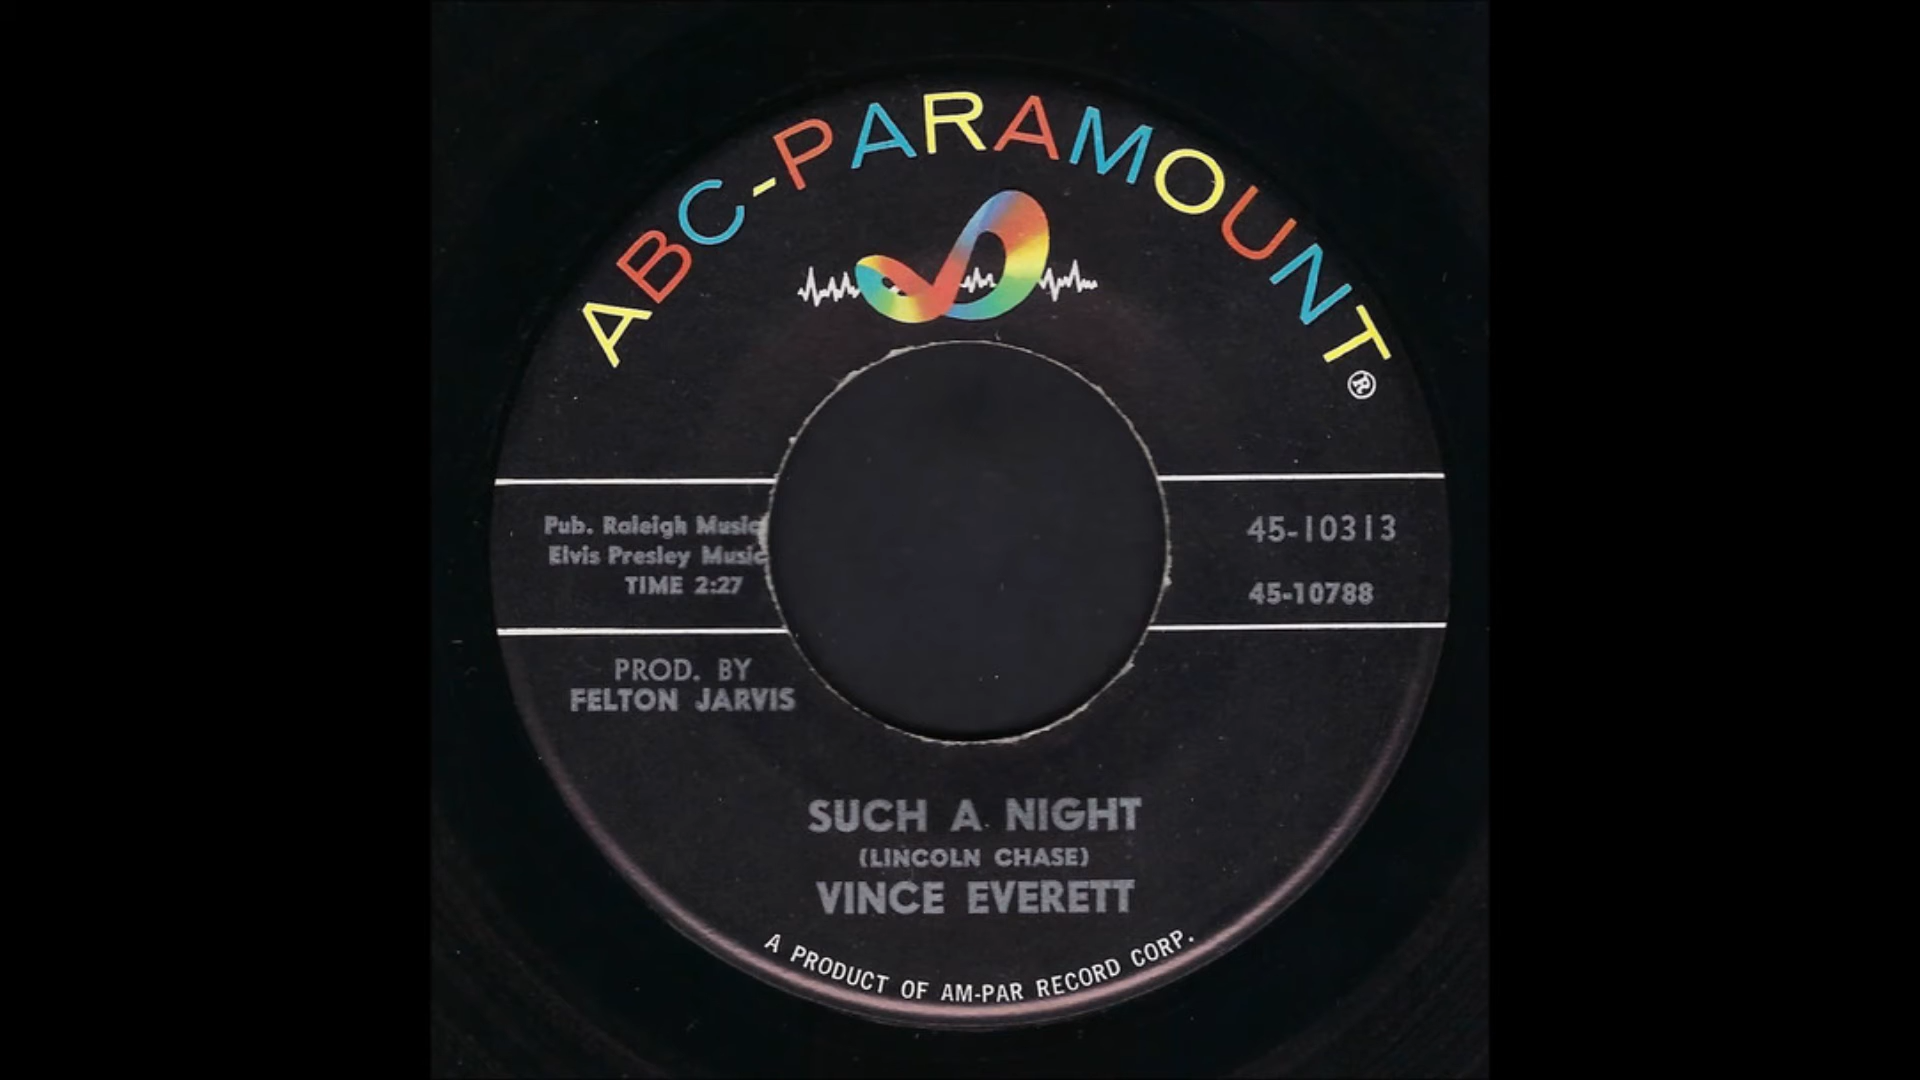 ABC-PARAMOUNT®
Pub. Raleigh Music
Elvis Presley Music
TIME 2:27
45-10313
45-10788
PROD. BY
FELTON JARVIS
SUCH A NIGHT
(LINCOLN CHASE)
VINCE EVERETT
A PRODUCT OF AM-PAR RECORD CORP.